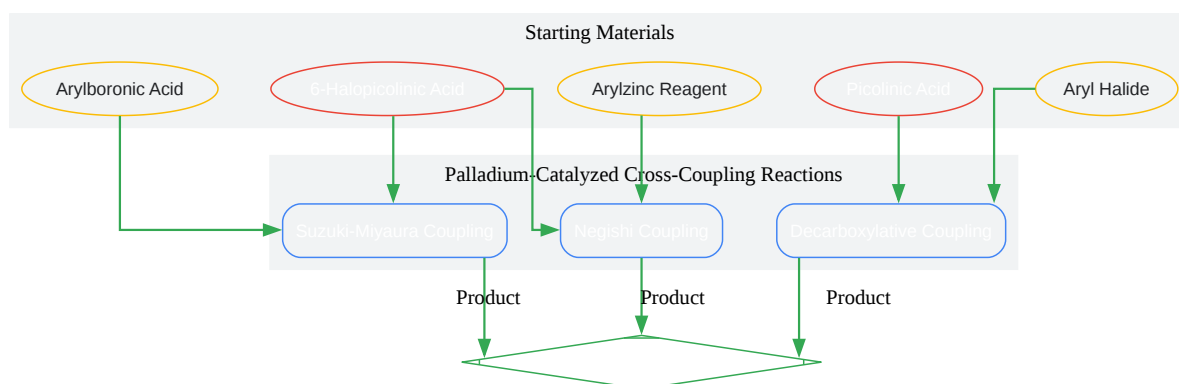 Starting Materials
Arylboronic Acid
6-Halopicolinic Acid
Arylzinc Reagent
Picolinic Acid
Aryl Halide
Palladium-Catalyzed Cross-Coupling Reactions
Suzuki-Miyaura Coupling
Negishi Coupling
Decarboxylative Coupling
Product
Product
Product